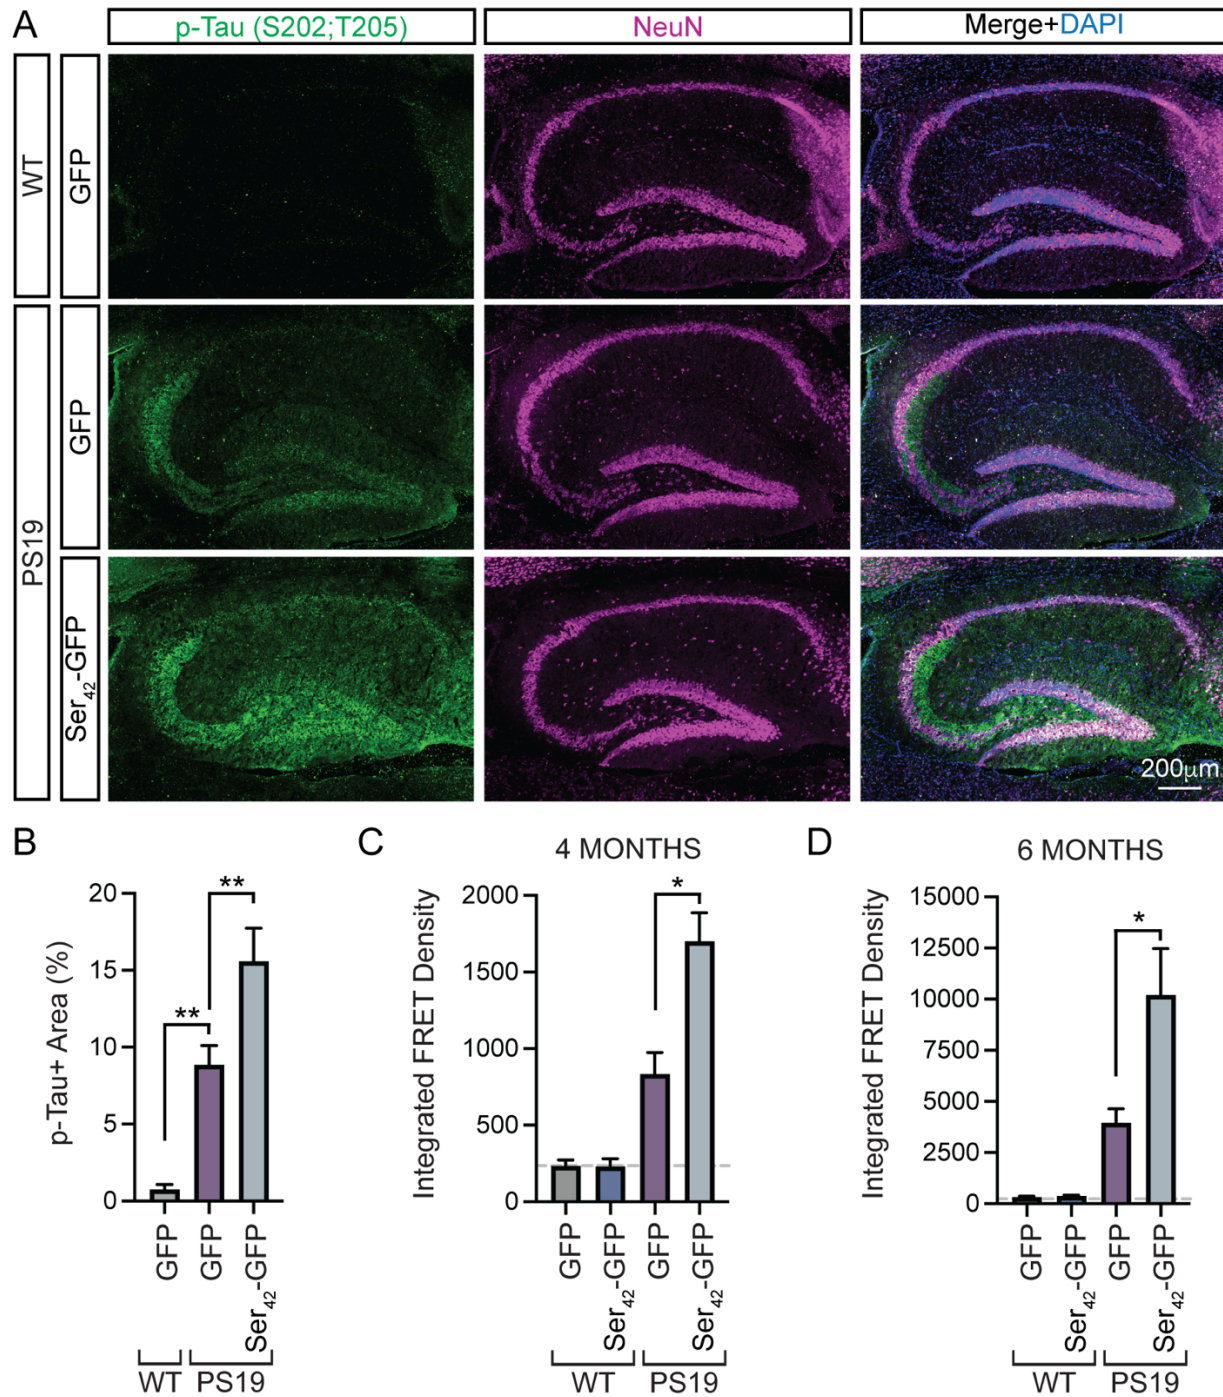 A
p-Tau (S202;T205)
NeuN
Merge+DAPI
WT
GFP
PS19
GFP
Ser42-GFP
200µm
B
p-Tau+ Area (%)
20
15
10
5
0
**
**
GFP
GFP
Ser42-GFP
WT
PS19
C
4 MONTHS
Integrated FRET Density
2000
1500
1000
500
0
*
GFP
Ser42-GFP
GFP
Ser42-GFP
WT
PS19
D
6 MONTHS
Integrated FRET Density
15000
12500
10000
7500
5000
2500
0
*
GFP
Ser42-GFP
GFP
Ser42-GFP
WT
PS19